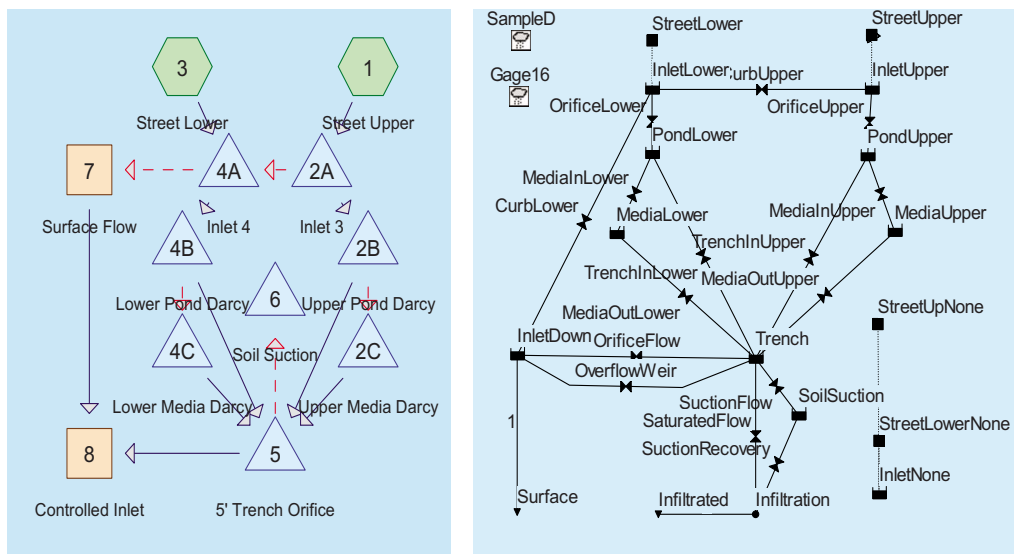 3
1
Street Lower
Street Upper
7
4A
2A
Surface Flow
Inlet 4
Inlet 3
4B
2B
6
Lower Pond Darcy
Upper Pond Darcy
4C
Soil Suction
2C
Lower Media Darcy
Upper Media Darcy
8
5
Controlled Inlet
5' Trench Orifice
SampleD
StreetLower
StreetUpper
Gage16
InletLower
urbUpper
InletUpper
OrificeLower
OrificeUpper
PondLower
PondUpper
MediaInLower
CurbLower
MediaLower
MediaInUpper
MediaUpper
TrenchInUpper
TrenchInLower
MediaOutUpper
MediaOutLower
StreetUpNone
InletDown
OrificeFlow
Trench
OverflowWeir
SuctionFlow
SoilSuction
1
SaturatedFlow
StreetLowerNone
SuctionRecovery
InletNone
Surface
Infiltrated
Infiltration